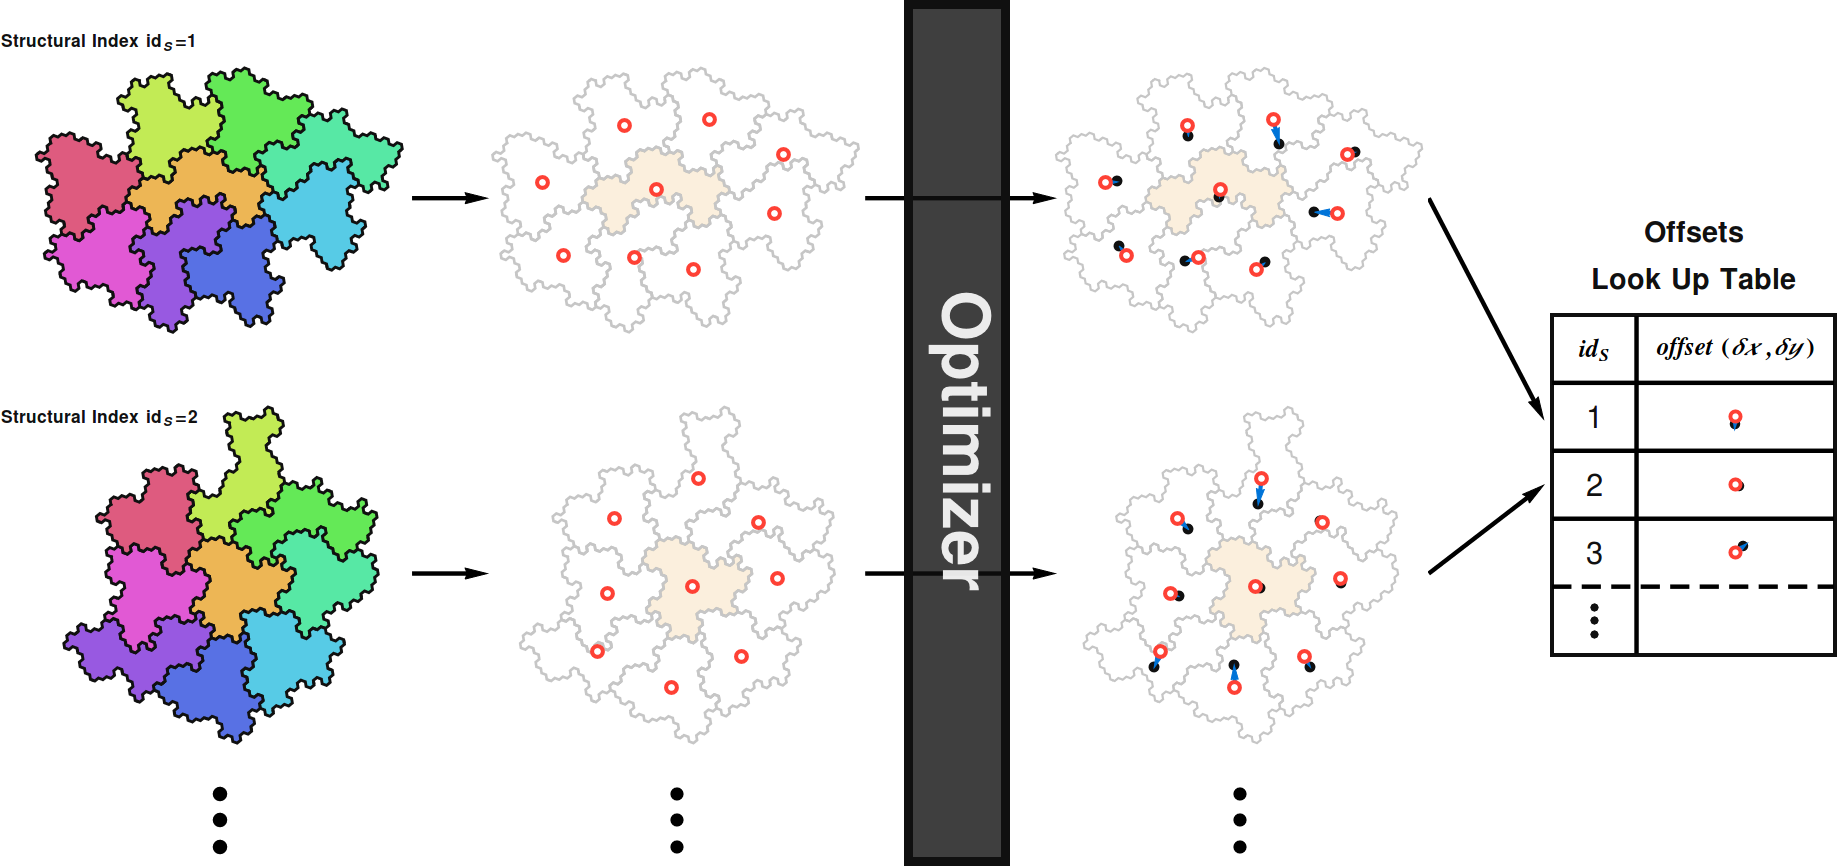 Structural Index id_S=1
Structural Index id_S=2
Optimizer
Offsets
Look Up Table
id_S offset (δx,δy)
1
2
3